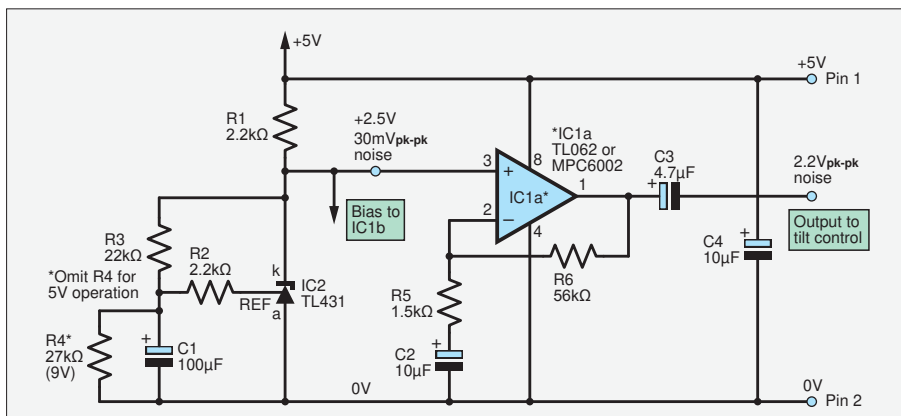 +5V
+5V
Pin 1
R1
2.2kΩ
+2.5V
30mVpk-pk
noise
*IC1a
TL062 or
MPC6002
C3
4.7µF
+
2.2Vpk-pk
noise
3
8
+
IC1a*
1
2
–
4
Bias to
IC1b
Output to
tilt control
R3
22kΩ
R2
2.2kΩ
*Omit R4 for
5V operation
k
IC2
TL431
REF
a
R6
56kΩ
R5
1.5kΩ
C4
10µF
+
R4*
27kΩ
(9V)
+
C1
100µF
C2
10µF
+
0V
0V
Pin 2